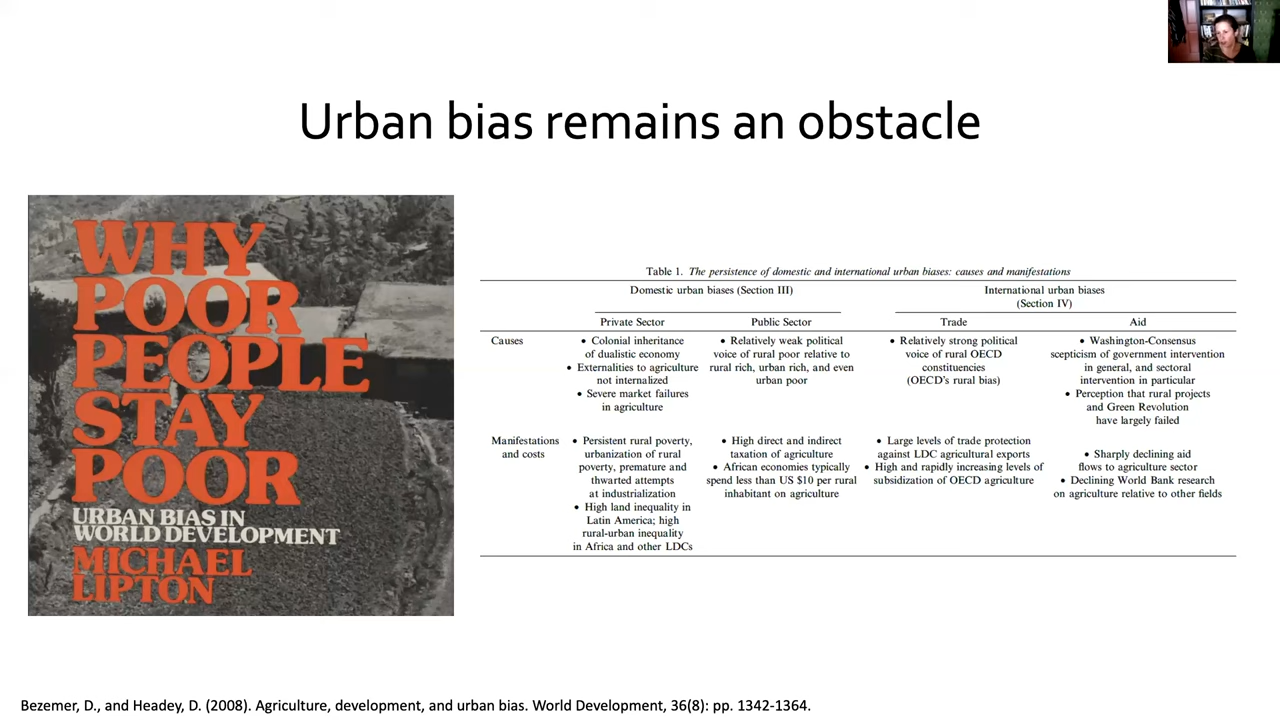 Urban bias remains an obstacle
WHY
POOR
PEOPLE
STAY
POOR
URBAN BIAS IN
WORLD DEVELOPMENT
MICHAEL
LIPTON
Table 1. The persistence of domestic and international urban biases: causes and manifestations
Domestic urban biases (Section III)
International urban biases
(Section IV)
Private Sector
Public Sector
Trade
Aid
Causes
• Colonial inheritance
of dualistic economy
• Externalities to agriculture
not internalized
• Severe market failures
in agriculture
• Relatively weak political
voice of rural poor relative to
rural rich, urban rich, and even
urban poor
• Relatively strong political
voice of rural OECD
constituencies
(OECD's rural bias)
• Washington-Consensus
scepticism of government intervention
in general, and sectoral
intervention in particular
• Perception that rural projects
and Green Revolution
have largely failed
Manifestations
and costs
• Persistent rural poverty,
urbanization of rural
poverty, premature and
thwarted attempts
at industrialization
• High land inequality in
Latin America; high
rural-urban inequality
in Africa and other LDCs
• High direct and indirect
taxation of agriculture
• African economies typically
spend less than US $10 per rural
inhabitant on agriculture
• Large levels of trade protection
against LDC agricultural exports
• High and rapidly increasing levels of
subsidization of OECD agriculture
• Sharply declining aid
flows to agriculture sector
• Declining World Bank research
on agriculture relative to other fields
Bezemer, D., and Headey, D. (2008). Agriculture, development, and urban bias. World Development, 36(8): pp. 1342-1364.